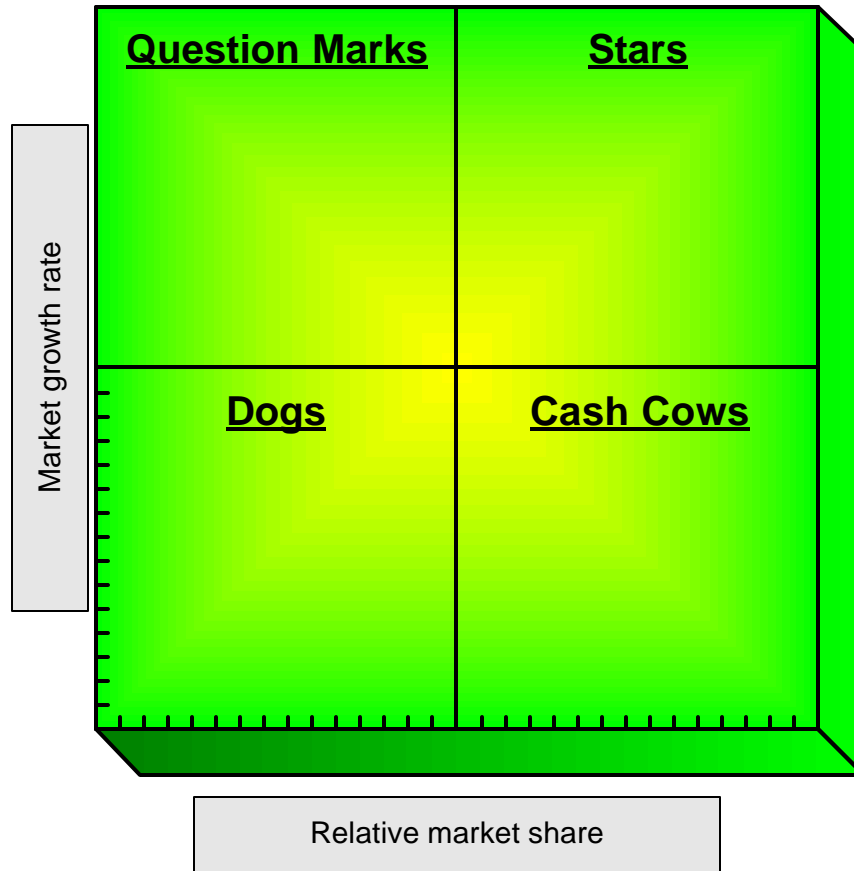 Question Marks
Stars
Market growth rate
Dogs
Cash Cows
Relative market share